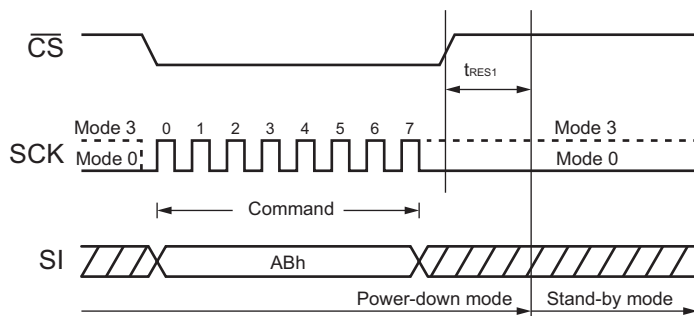 CS
tRES1
Mode 3 0 1 2 3 4 5 6 7 Mode 3
SCK
Mode 0 Mode 0
Command
SI ABh
Power-down mode Stand-by mode